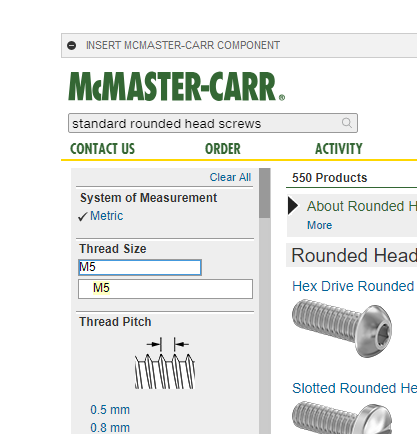 INSERT MCMASTER-CARR COMPONENT
McMASTER-CARR®
standard rounded head screws
CONTACT US ORDER ACTIVITY
Clear All
System of Measurement
Metric
Thread Size
M5
M5
Thread Pitch
0.5 mm
0.8 mm
550 Products
About Rounded H
More
Rounded Head
Hex Drive Rounded
Slotted Rounded He